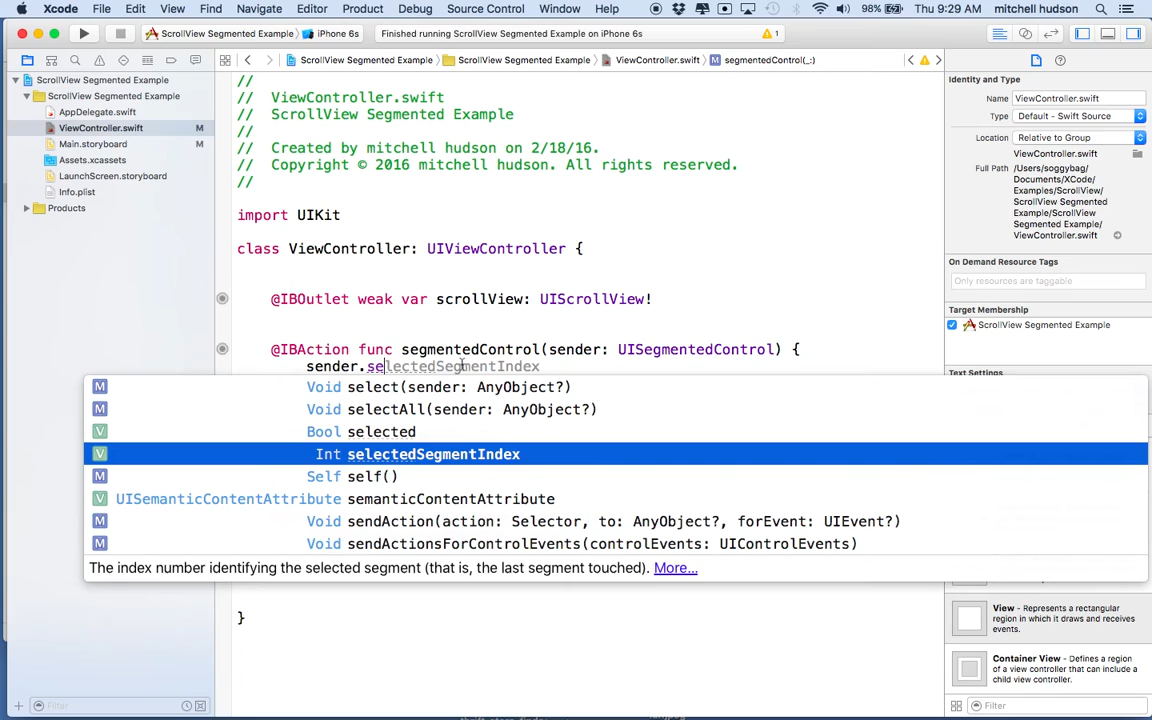 Xcode File Edit View Find Navigate Editor Product Debug Source Control Window Help 98% Thu 9:29 AM mitchell hudson
ScrollView Segmented Example iPhone 6s Finished running ScrollView Segmented Example on iPhone 6s 1
ScrollView Segmented Example ScrollView Segmented Example ViewController.swift M segmentedControl(_:)
ScrollView Segmented Example
ScrollView Segmented Example
AppDelegate.swift
ViewController.swift M
Main.storyboard M
Assets.xcassets
LaunchScreen.storyboard
Info.plist
Products
Filter
//
// ViewController.swift
// ScrollView Segmented Example
//
// Created by mitchell hudson on 2/18/16.
// Copyright © 2016 mitchell hudson. All rights reserved.
//
import UIKit
class ViewController: UIViewController {
@IBOutlet weak var scrollView: UIScrollView!
@IBAction func segmentedControl(sender: UISegmentedControl) {
sender.selectedSegmentIndex
M Void select(sender: AnyObject?)
M Void selectAll(sender: AnyObject?)
V Bool selected
V Int selectedSegmentIndex
M Self self()
V UISemanticContentAttribute semanticContentAttribute
M Void sendAction(action: Selector, to: AnyObject?, forEvent: UIEvent?)
M Void sendActionsForControlEvents(controlEvents: UIControlEvents)
The index number identifying the selected segment (that is, the last segment touched). More...
}
Identity and Type
Name ViewController.swift
Type Default - Swift Source
Location Relative to Group
ViewController.swift
Full Path /Users/soggybag/
Documents/XCode/
Examples/ScrollView/
ScrollView Segmented
Example/ScrollView
Segmented Example/
ViewController.swift
On Demand Resource Tags
Only resources are taggable
Target Membership
ScrollView Segmented Example
Text Settings
View - Represents a rectangular
region in which it draws and receives
events.
Container View - Defines a region
of a view controller that can include a
child view controller.
Filter